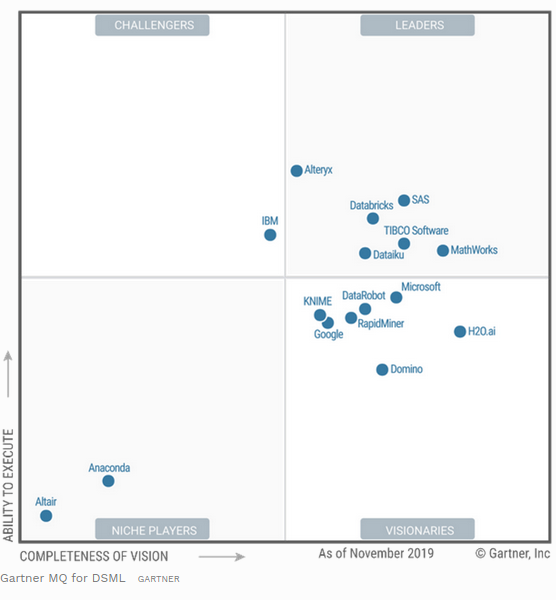 CHALLENGERS
LEADERS
Alteryx
SAS
Databricks
IBM
TIBCO Software
MathWorks
Dataiku
Microsoft
DataRobot
KNIME
RapidMiner
Google
H2O.ai
Domino
Anaconda
Altair
ABILITY TO EXECUTE
NICHE PLAYERS
VISIONARIES
COMPLETENESS OF VISION
As of November 2019
© Gartner, Inc
Gartner MQ for DSML GARTNER